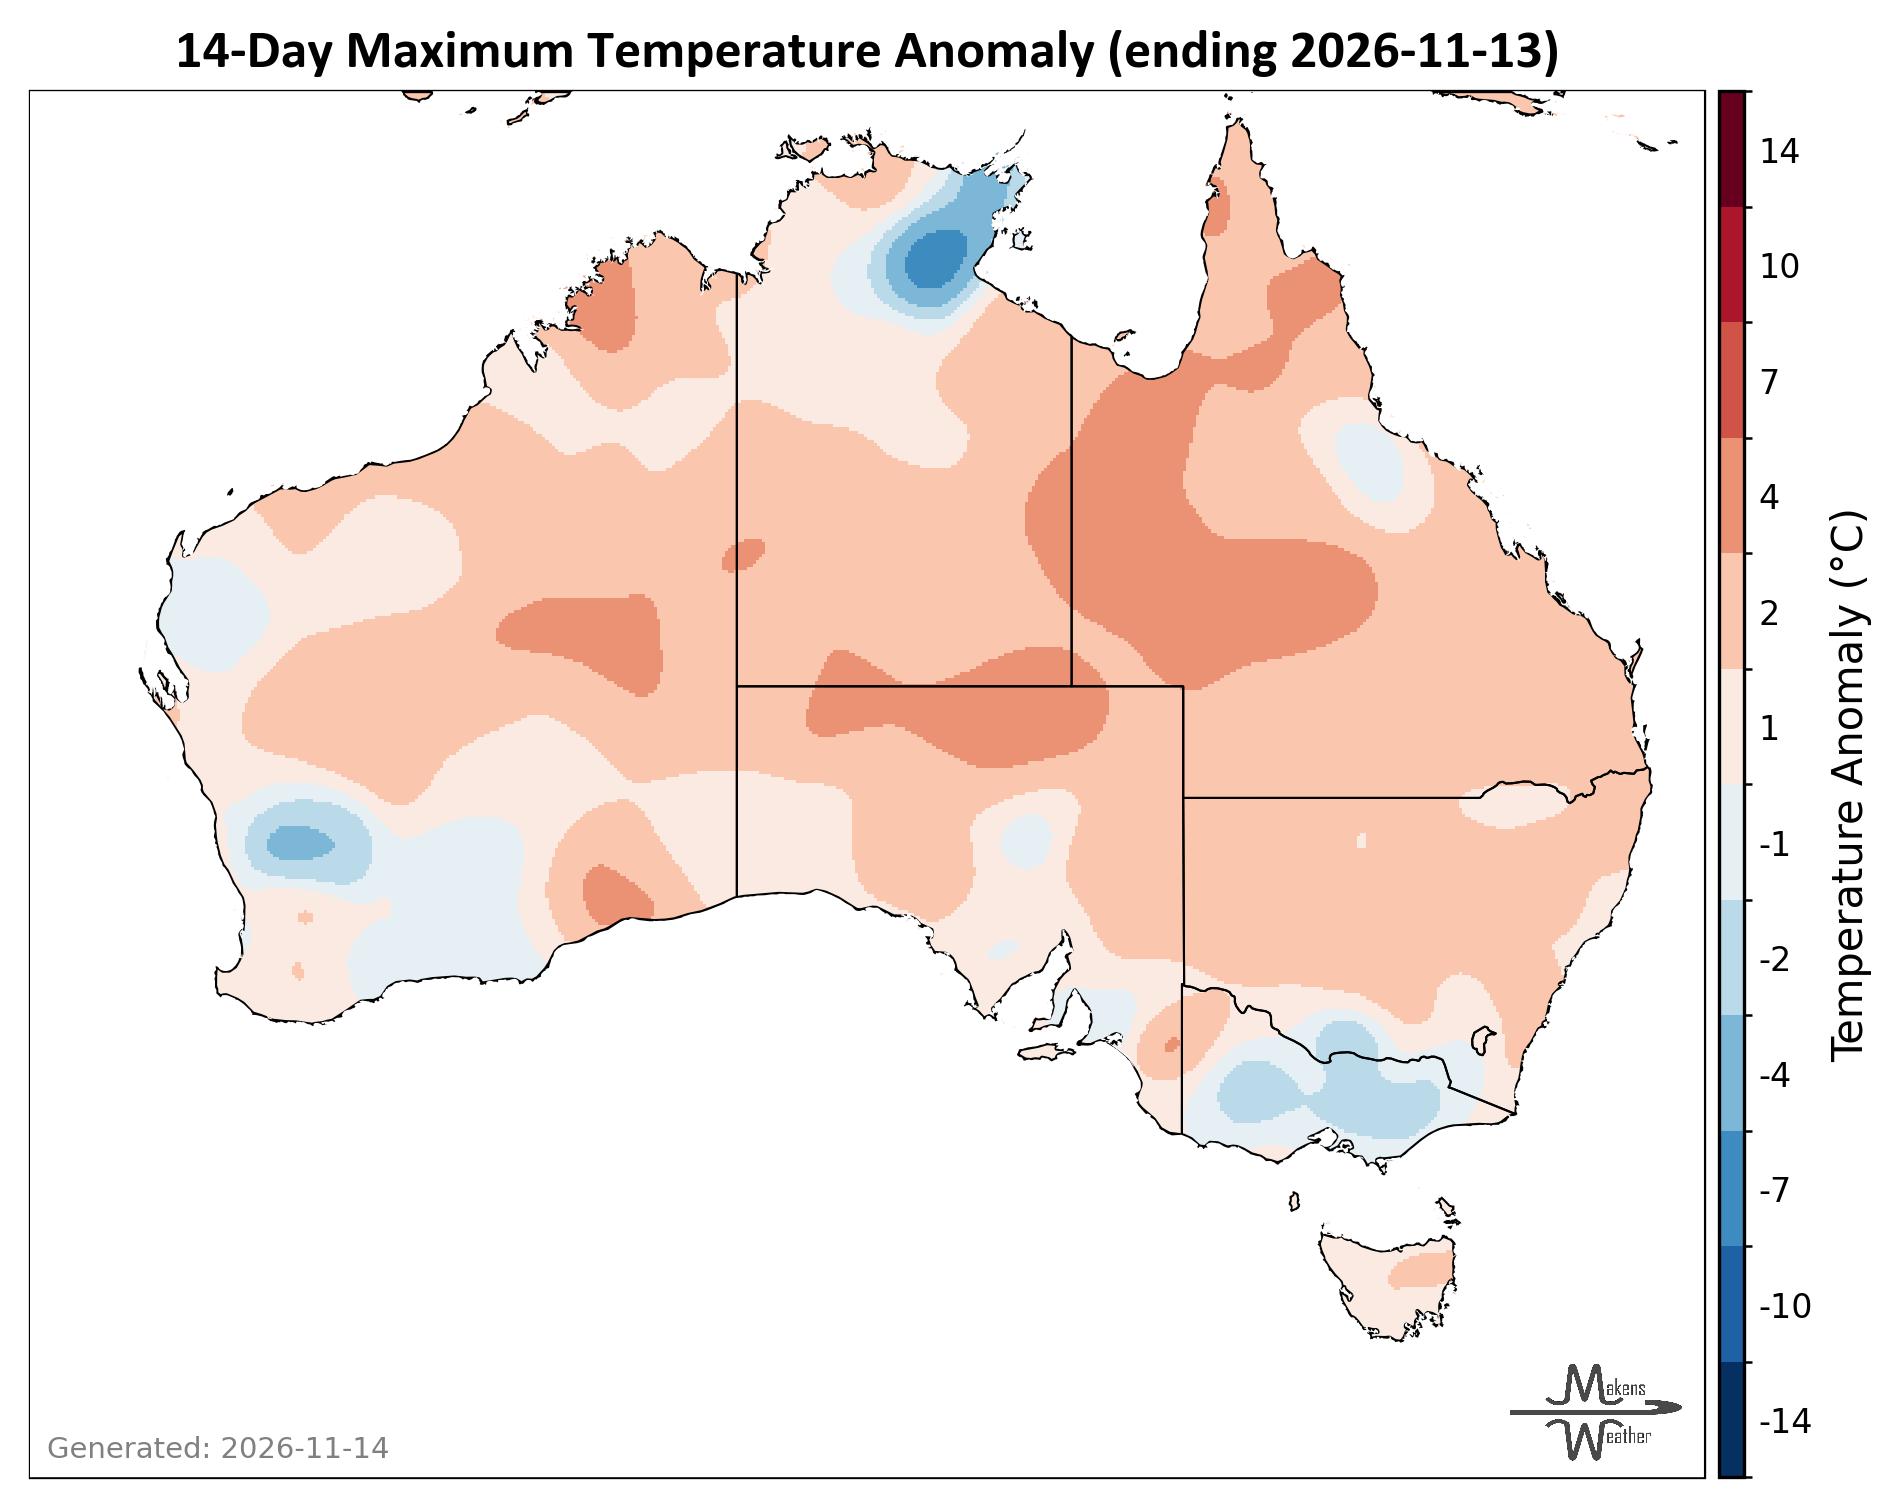 14-Day Maximum Temperature Anomaly (ending 2026-11-13)
14
10
7
4
2
1
-1
-2
-4
-7
-10
-14
Temperature Anomaly (°C)
Makens
Weather
Generated: 2026-11-14